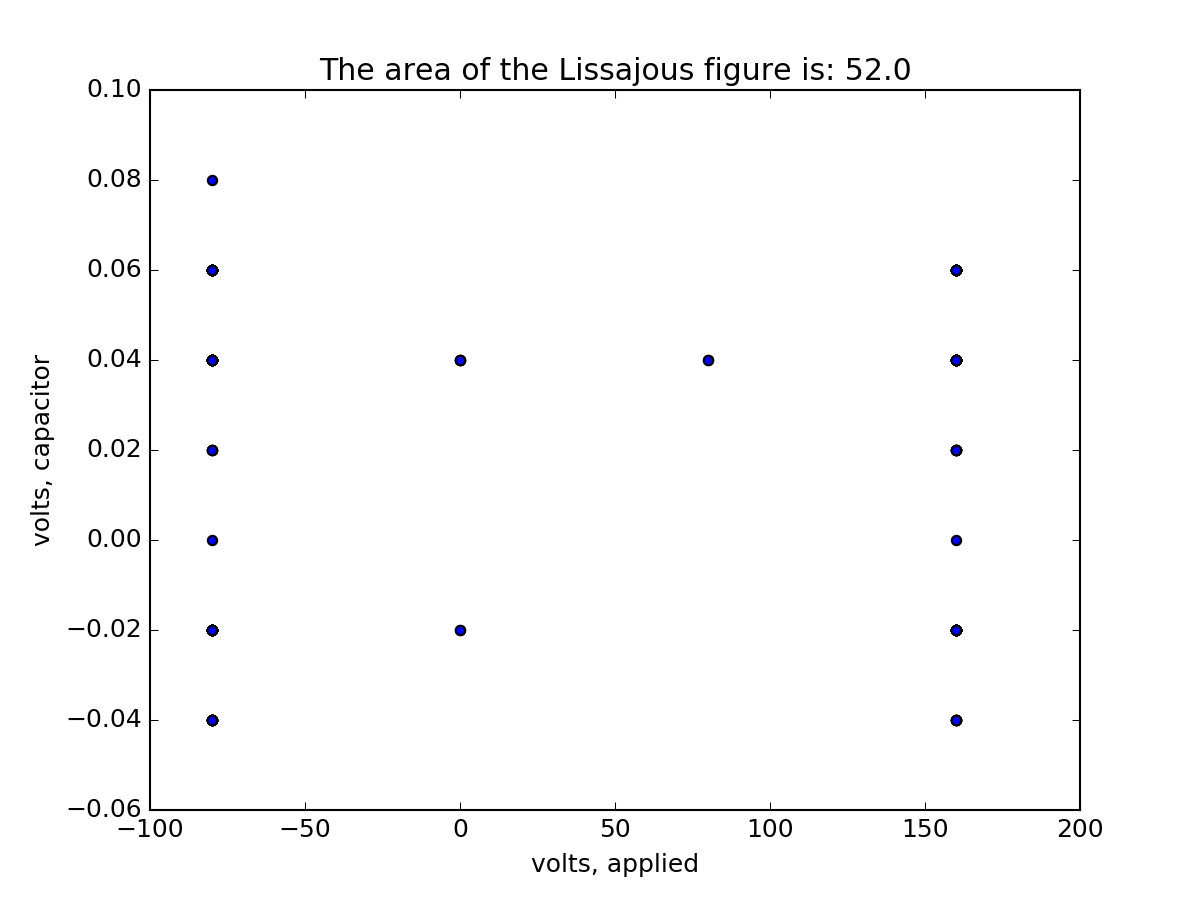 The area of the Lissajous figure is: 52.0
0.10
0.08
0.06
0.04
0.02
0.00
−0.02
−0.04
−0.06
volts, capacitor
−100 −50 0 50 100 150 200
volts, applied